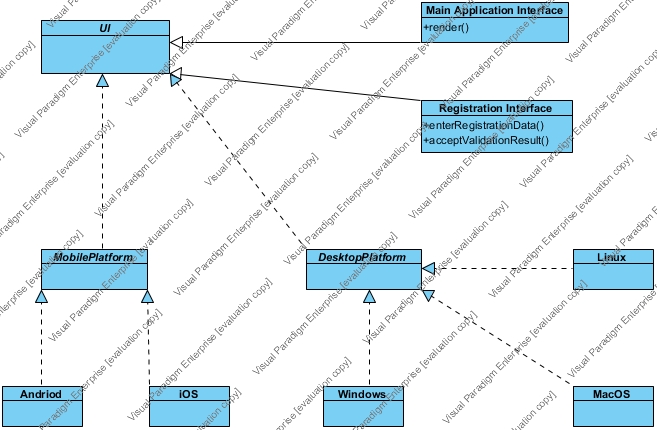 UI
Main Application Interface
+render()
Registration Interface
+enterRegistrationData()
+acceptValidationResult()
MobilePlatform
DesktopPlatform
Linux
Andriod
iOS
Windows
MacOS
Visual Paradigm Enterprise [evaluation copy]